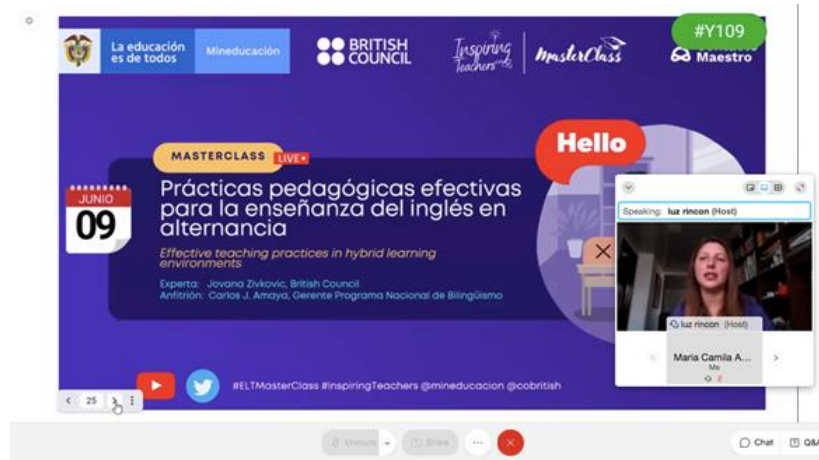 #Y109
La educación
es de todos
Mineducación
BRITISH
COUNCIL
Inspiring
Teachers
MasterClass
Maestro
Hello
MASTERCLASS LIVE
JUNIO
09
Prácticas pedagógicas efectivas
para la enseñanza del inglés en
alternancia
Effective teaching practices in hybrid learning
environments
Experta: Jovana Zivkovic, British Council
Anfitrión: Carlos J. Amaya, Gerente Programa Nacional de Bilingüismo
Speaking: luz rincon (Host)
luz rincon (Host)
Maria Camila A...
Me
#ELTMasterClass #InspiringTeachers @mineducacion @cobritish
25
Unmute
Share
Chat
Q&A